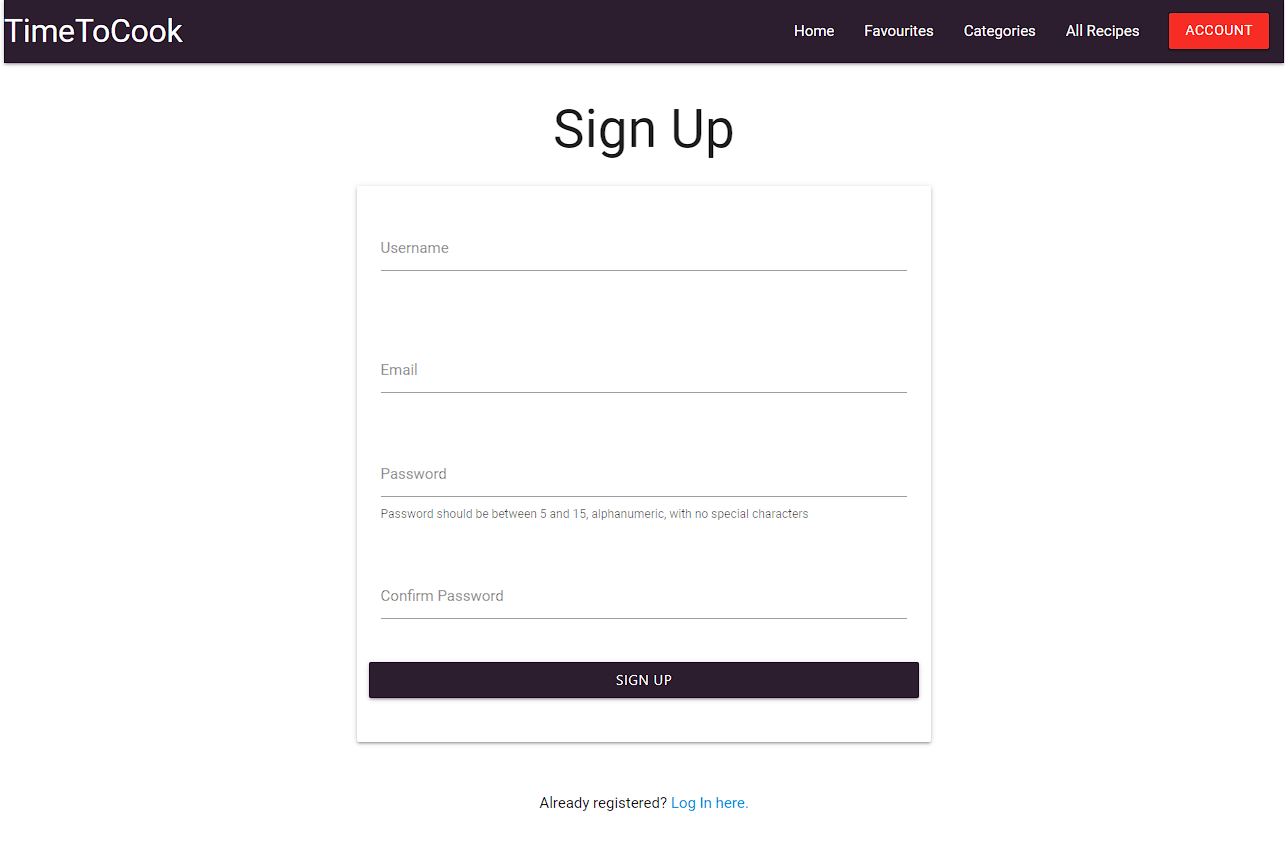 TimeToCook
Home Favourites Categories All Recipes ACCOUNT
Sign Up
Username
Email
Password
Password should be between 5 and 15, alphanumeric, with no special characters
Confirm Password
SIGN UP
Already registered? Log In here.